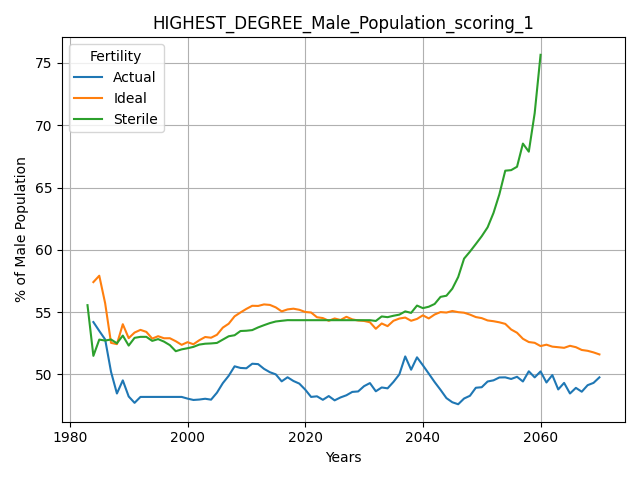 HIGHEST_DEGREE_Male_Population_scoring_1
Fertility
Actual
Ideal
Sterile
% of Male Population
75
70
65
60
55
50
1980
2000
2020
2040
2060
Years